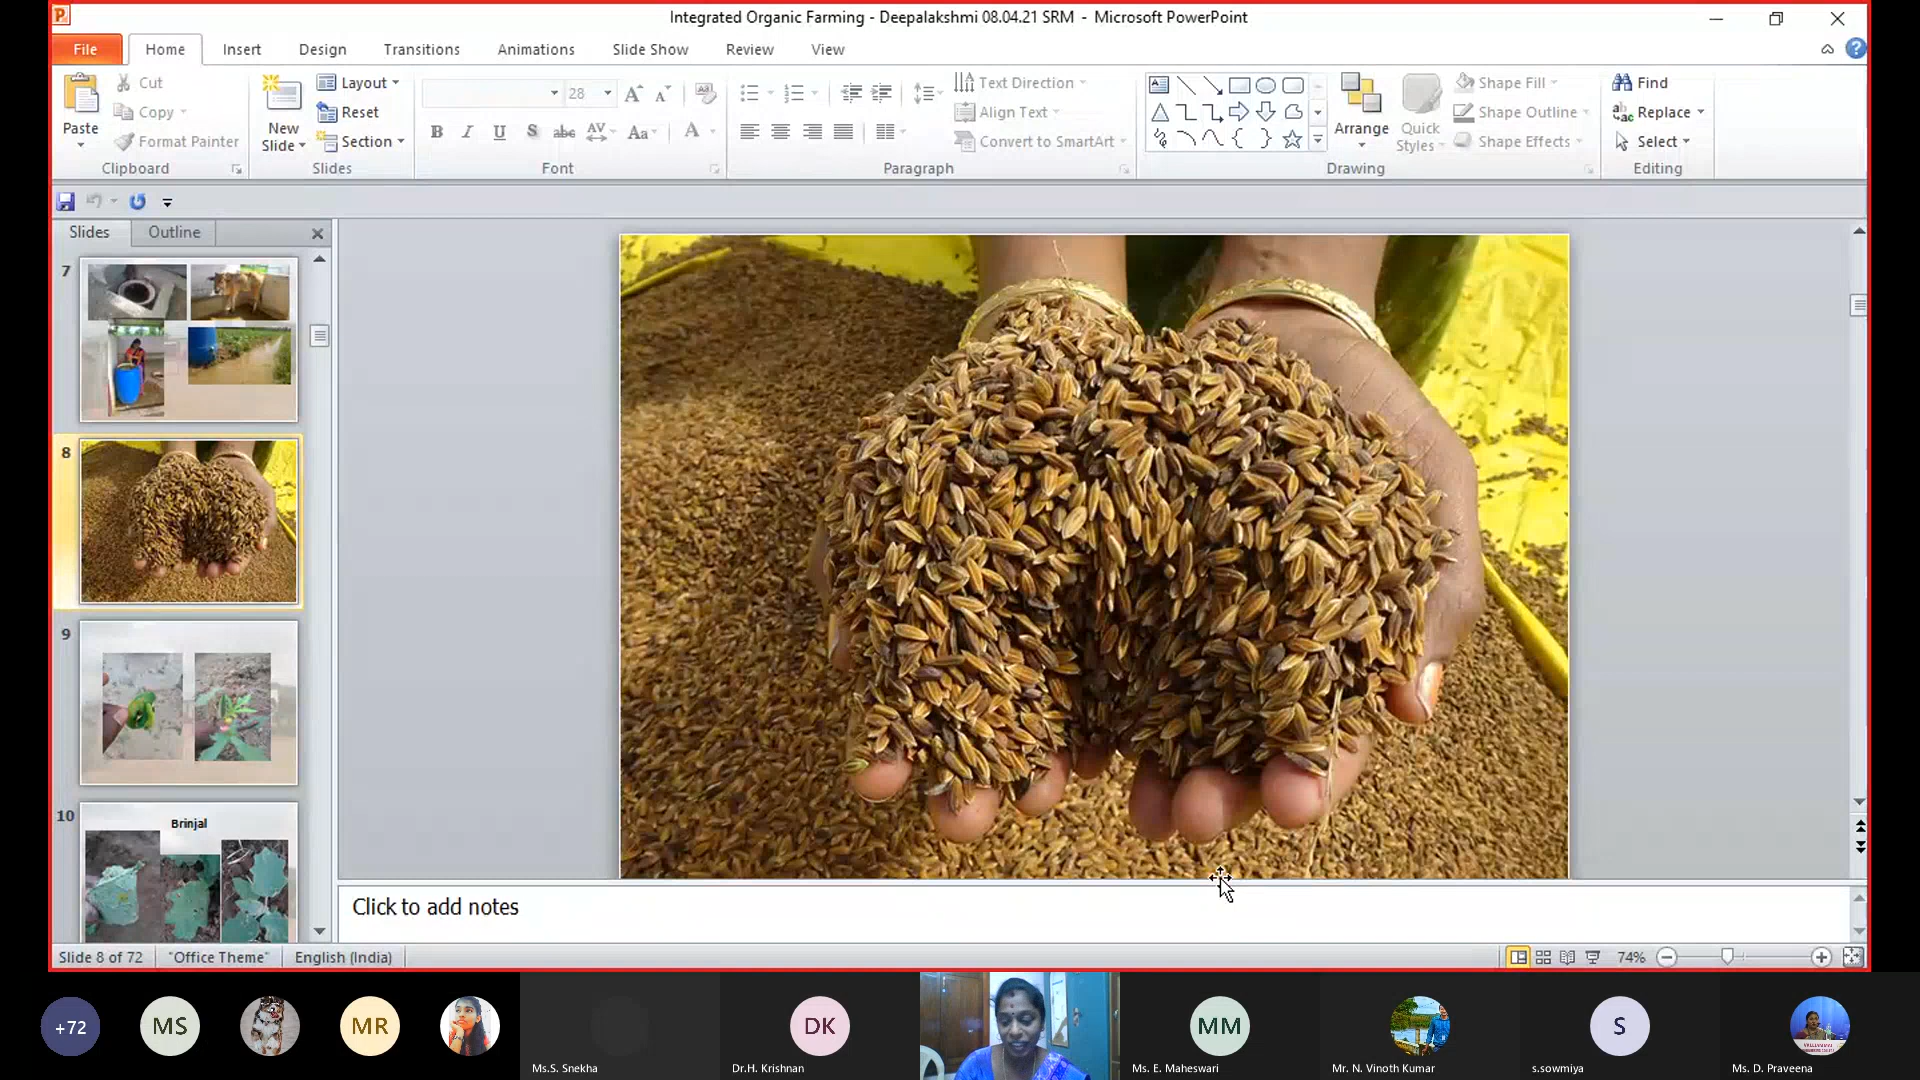 Integrated Organic Farming - Deepalakshmi 08.04.21 SRM - Microsoft PowerPoint
File Home Insert Design Transitions Animations Slide Show Review View
Paste
Cut
Copy
Format Painter
Clipboard
New Slide
Layout
Reset
Section
Slides
28
B I U S abc AV Aa A
Font
Text Direction
Align Text
Convert to SmartArt
Paragraph
Arrange
Quick Styles
Shape Fill
Shape Outline
Shape Effects
Drawing
Find
Replace
Select
Editing
Slides Outline
7
8
9
10
Brinjal
Click to add notes
Slide 8 of 72 "Office Theme" English (India) 74%
+72 MS MR DK MM S
Ms.S. Snekha Dr.H. Krishnan Ms. E. Maheswari Mr. N. Vinoth Kumar s.sowmiya Ms. D. Praveena